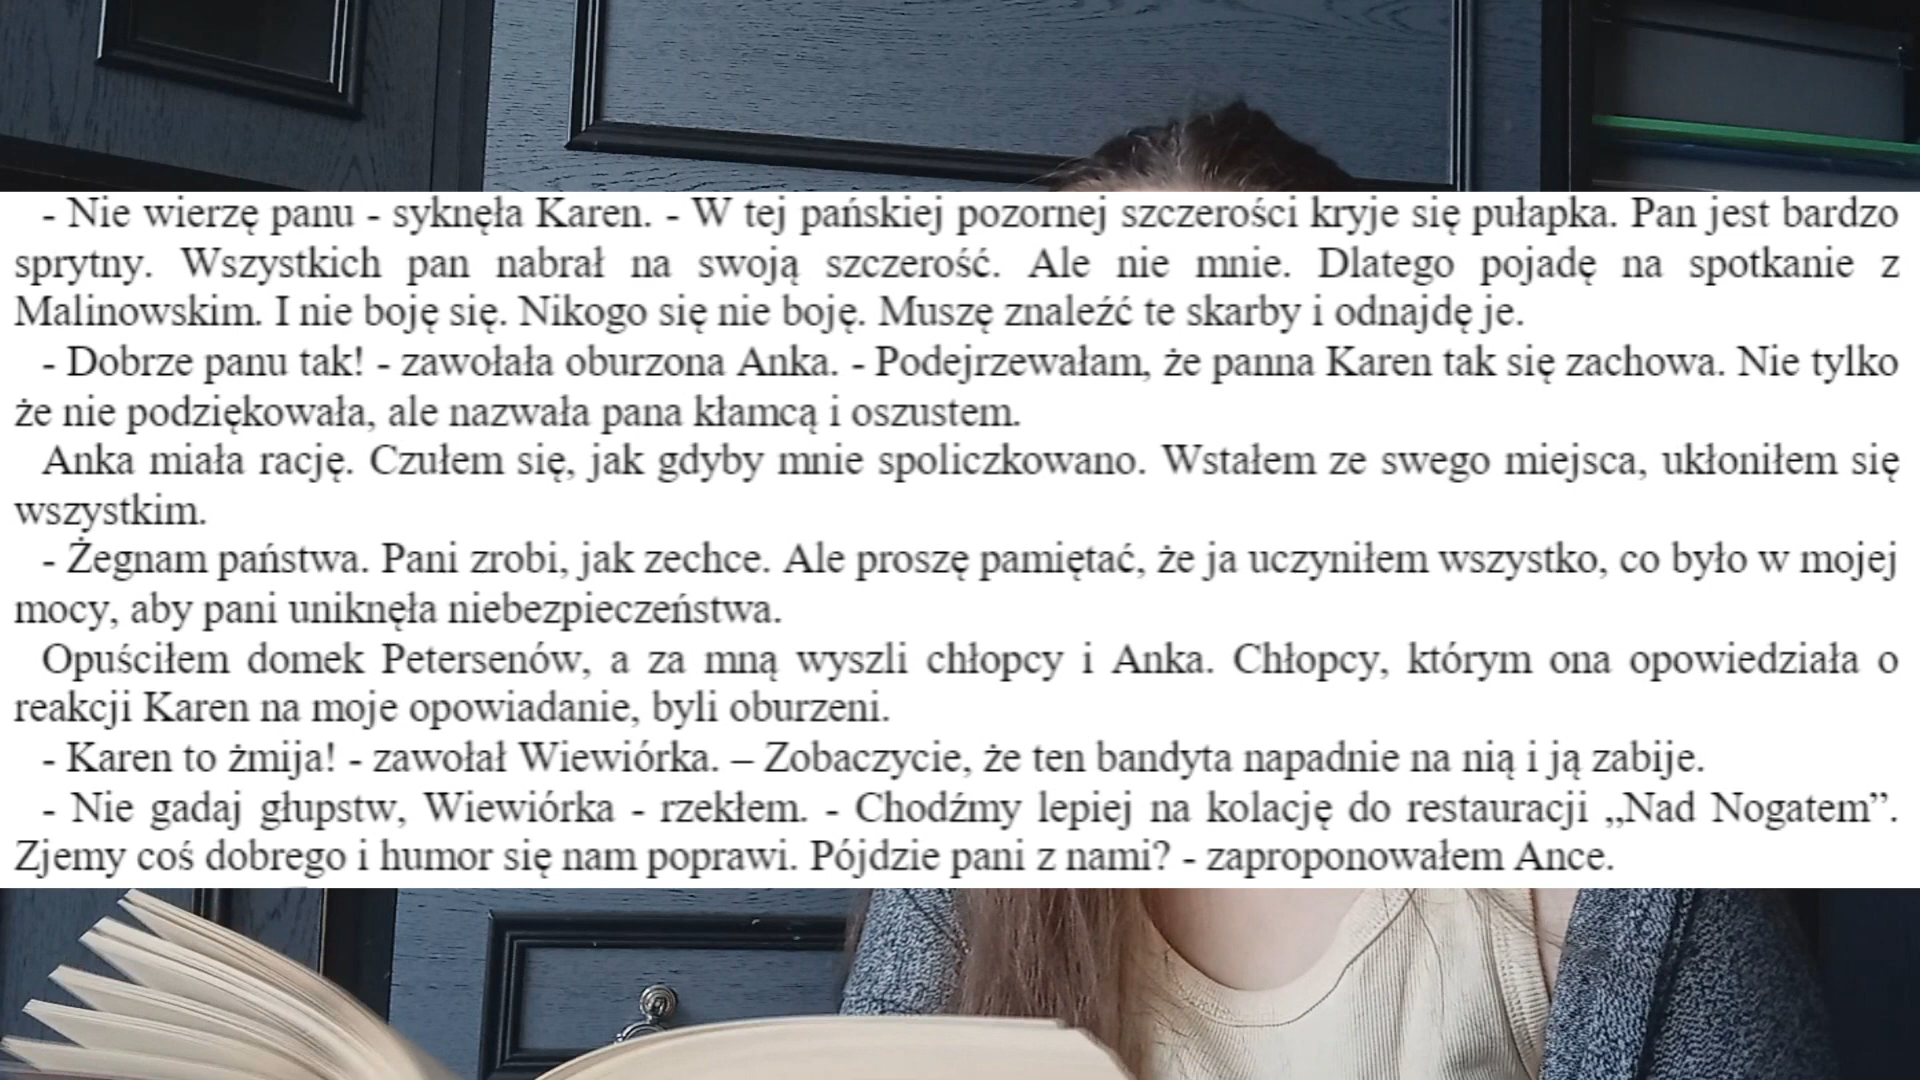 - Nie wierzę panu - syknęła Karen. - W tej pańskiej pozornej szczerości kryje się pułapka. Pan jest bardzo
sprytny. Wszystkich pan nabrał na swoją szczerość. Ale nie mnie. Dlatego pojadę na spotkanie z
Malinowskim. I nie boję się. Nikogo się nie boję. Muszę znaleźć te skarby i odnajdę je.
- Dobrze panu tak! - zawołała oburzona Anka. - Podejrzewałam, że panna Karen tak się zachowa. Nie tylko
że nie podziękowała, ale nazwała pana kłamcą i oszustem.
Anka miała rację. Czułem się, jak gdyby mnie spoliczkowano. Wstałem ze swego miejsca, ukłoniłem się
wszystkim.
- Żegnam państwa. Pani zrobi, jak zechce. Ale proszę pamiętać, że ja uczyniłem wszystko, co było w mojej
mocy, aby pani uniknęła niebezpieczeństwa.
Opuściłem domek Petersenów, a za mną wyszli chłopcy i Anka. Chłopcy, którym ona opowiedziała o
reakcji Karen na moje opowiadanie, byli oburzeni.
- Karen to żmija! - zawołał Wiewiórka. – Zobaczycie, że ten bandyta napadnie na nią i ją zabije.
- Nie gadaj głupstw, Wiewiórka - rzekłem. - Chodźmy lepiej na kolację do restauracji „Nad Nogatem”.
Zjemy coś dobrego i humor się nam poprawi. Pójdzie pani z nami? - zaproponowałem Ance.